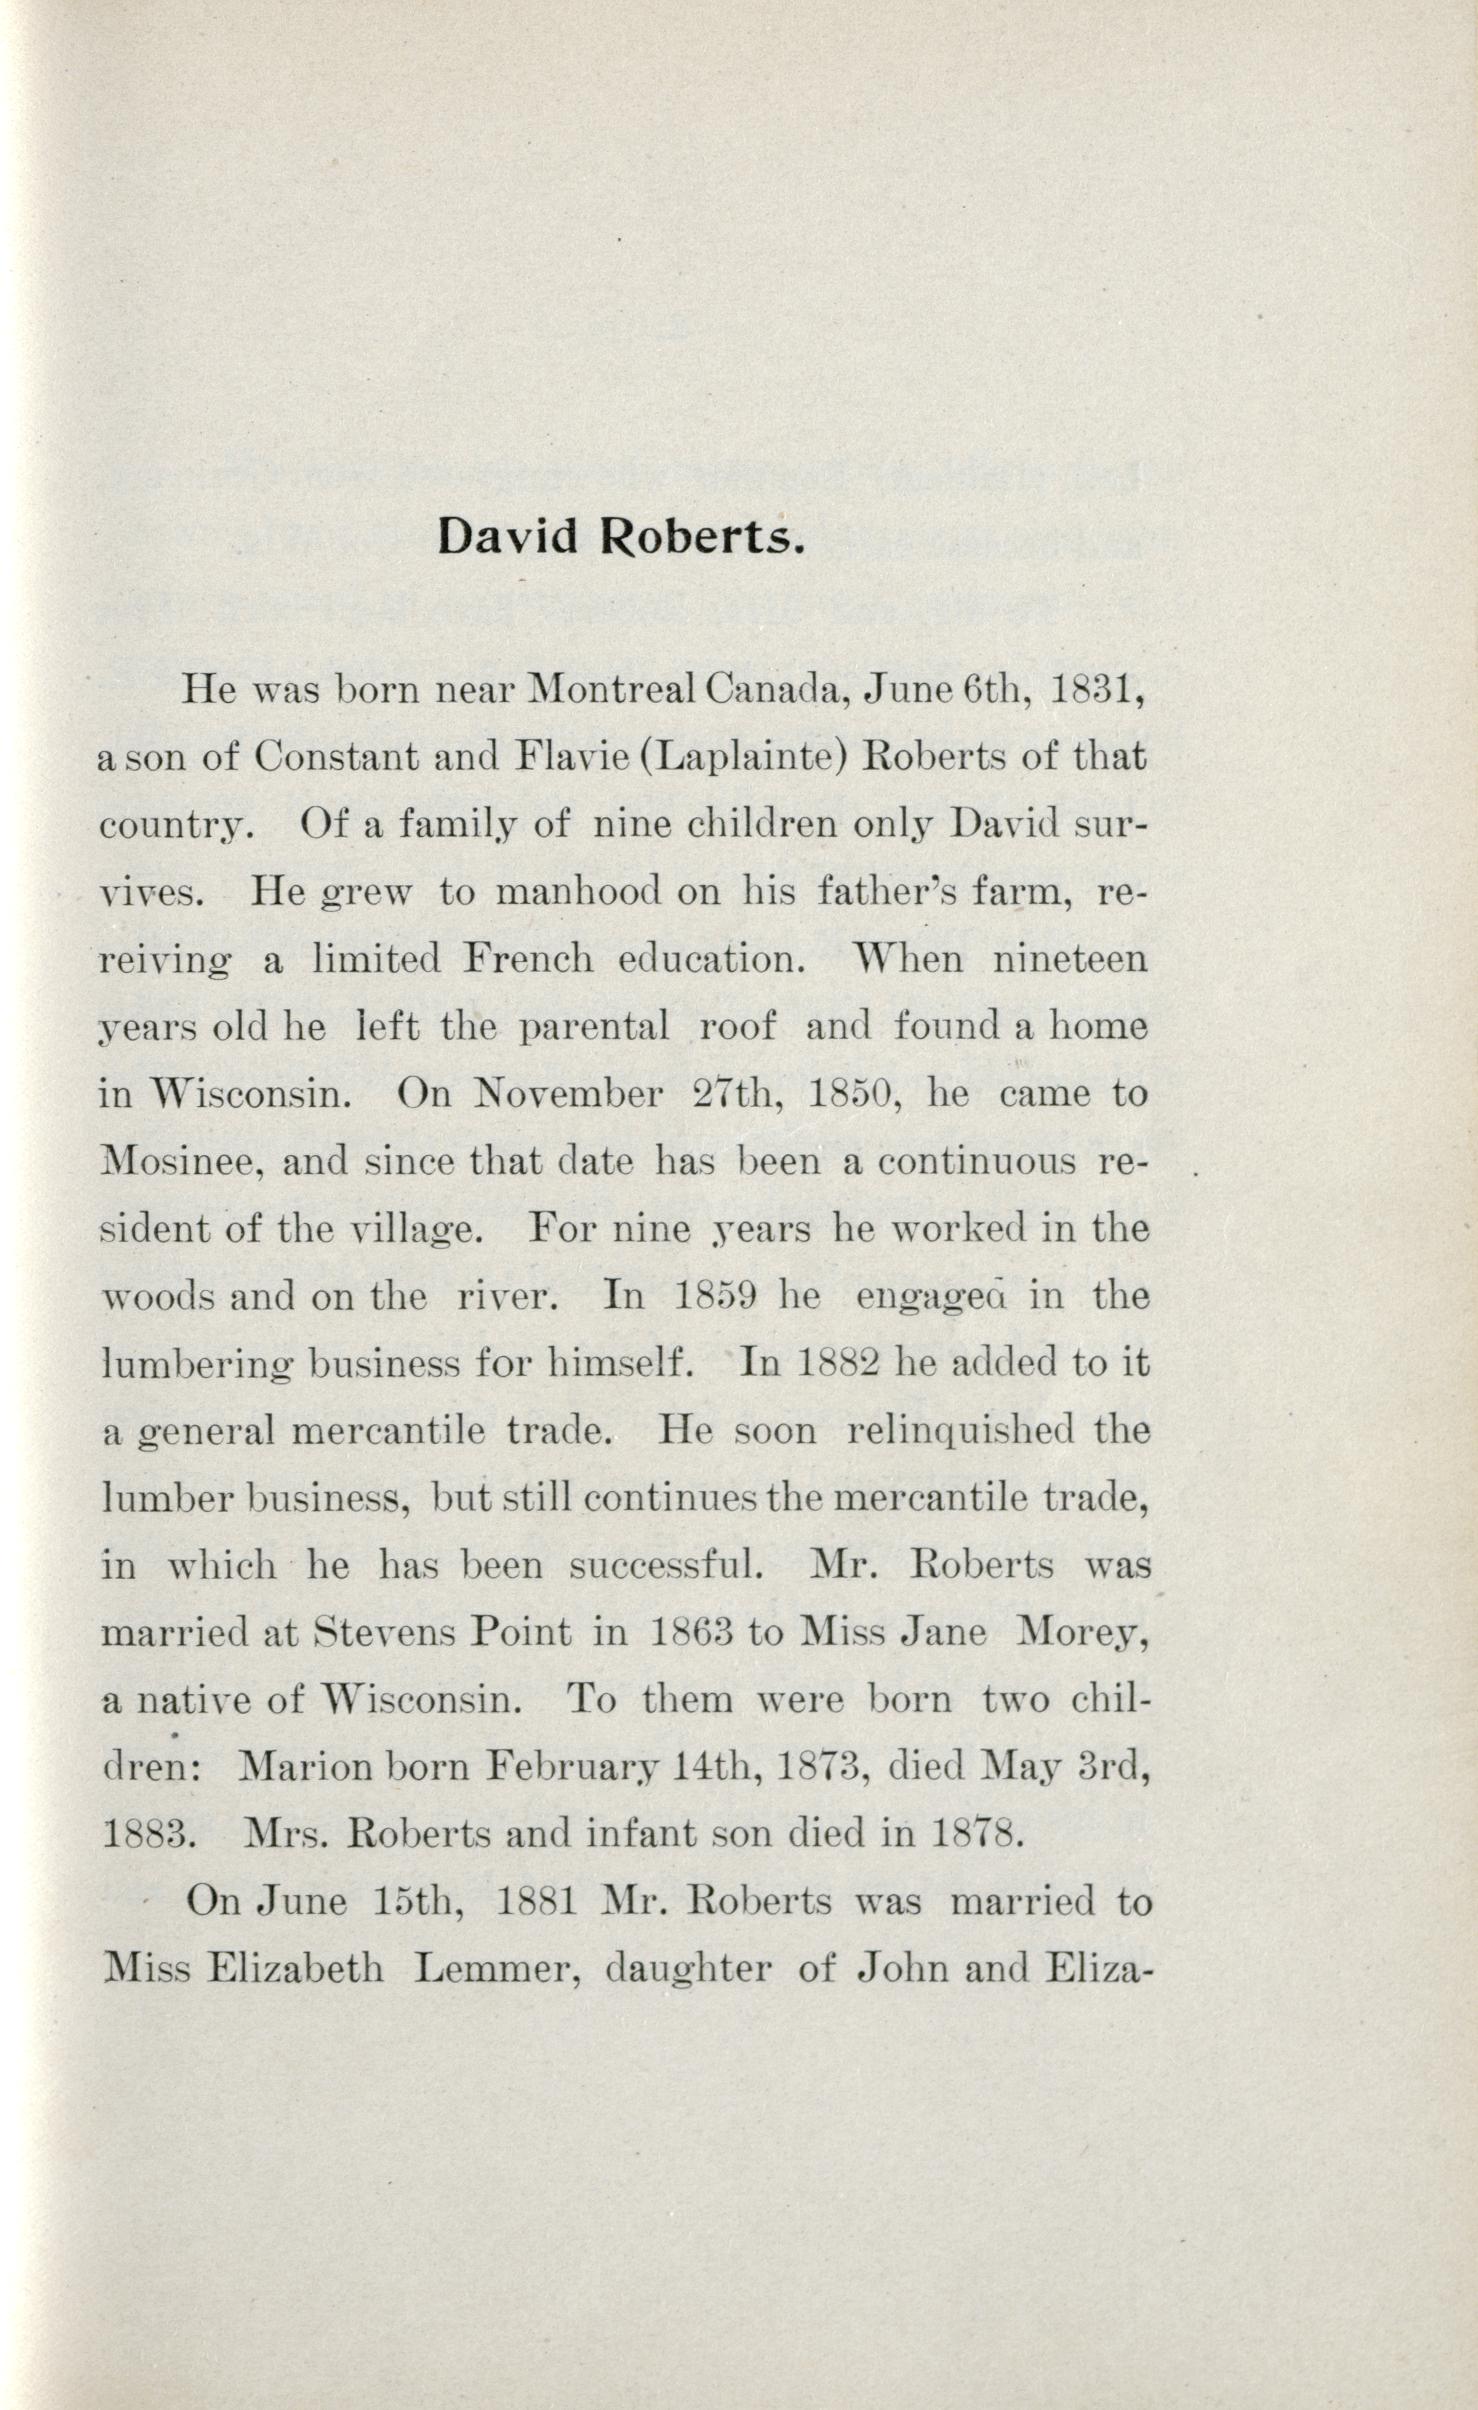 David Roberts.
He was born near Montreal Canada, June 6th, 1831,
a son of Constant and Flavie (Laplainte) Roberts of that
country. Of a family of nine children only David sur-
vives. He grew to manhood on his father's farm, re-
reiving a limited French education. When nineteen
years old he left the parental roof and found a home
in Wisconsin. On November 27th, 1850, he came to
Mosinee, and since that date has been a continuous re-
sident of the village. For nine years he worked in the
woods and on the river. In 1859 he engaged in the
lumbering business for himself. In 1882 he added to it
a general mercantile trade. He soon relinquished the
lumber business, but still continues the mercantile trade,
in which he has been successful. Mr. Roberts was
married at Stevens Point in 1863 to Miss Jane Morey,
a native of Wisconsin. To them were born two chil-
dren: Marion born February 14th, 1873, died May 3rd,
1883. Mrs. Roberts and infant son died in 1878.
On June 15th, 1881 Mr. Roberts was married to
Miss Elizabeth Lemmer, daughter of John and Eliza-